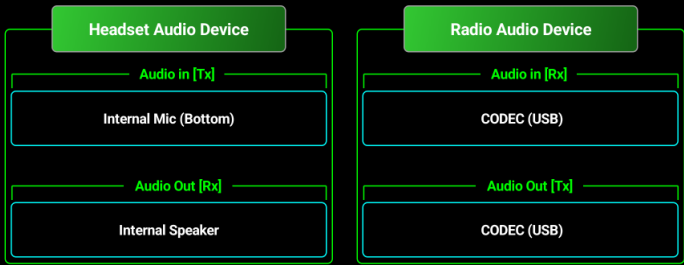 Headset Audio Device
Audio in [Tx]
Internal Mic (Bottom)
Audio Out [Rx]
Internal Speaker
Radio Audio Device
Audio in [Rx]
CODEC (USB)
Audio Out [Tx]
CODEC (USB)